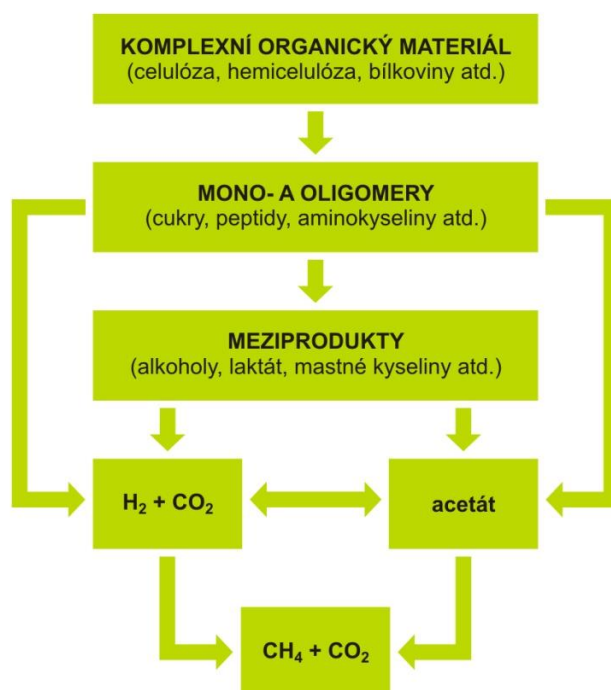 KOMPLEXNÍ ORGANICKÝ MATERIÁL
(celulóza, hemicelulóza, bílkoviny atd.)
MONO- A OLIGOMERY
(cukry, peptidy, aminokyseliny atd.)
MEZIPRODUKTY
(alkoholy, laktát, mastné kyseliny atd.)
H₂ + CO₂
acetát
CH₄ + CO₂